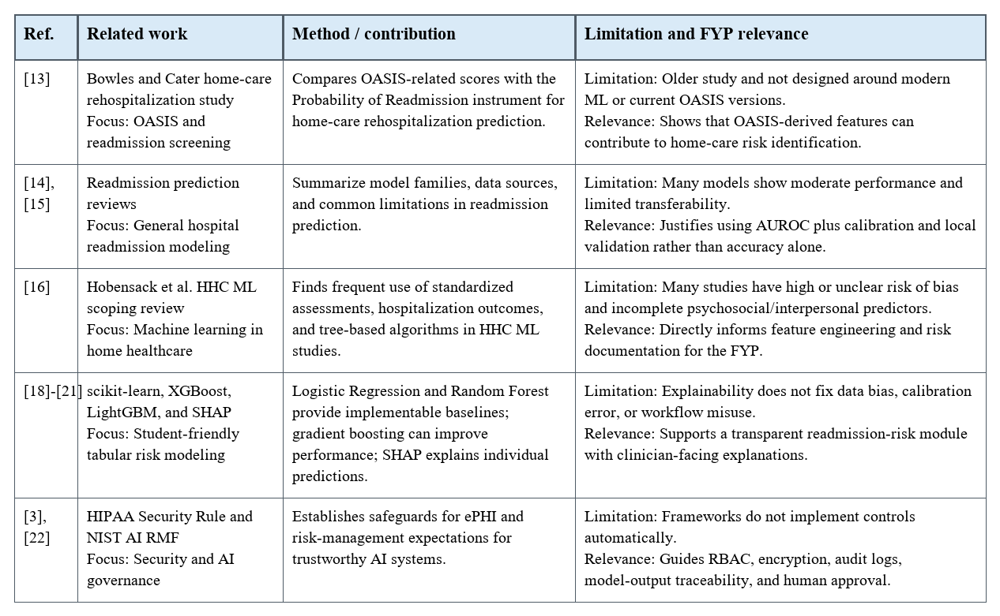 Ref.
Related work
Method / contribution
Limitation and FYP relevance
[13]
Bowles and Cater home-care
rehospitalization study
Focus: OASIS and
readmission screening
Compares OASIS-related scores with the
Probability of Readmission instrument for
home-care rehospitalization prediction.
Limitation: Older study and not designed around modern
ML or current OASIS versions.
Relevance: Shows that OASIS-derived features can
contribute to home-care risk identification.
[14],
[15]
Readmission prediction
reviews
Focus: General hospital
readmission modeling
Summarize model families, data sources,
and common limitations in readmission
prediction.
Limitation: Many models show moderate performance and
limited transferability.
Relevance: Justifies using AUROC plus calibration and local
validation rather than accuracy alone.
[16]
Hobensack et al. HHC ML
scoping review
Focus: Machine learning in
home healthcare
Finds frequent use of standardized
assessments, hospitalization outcomes,
and tree-based algorithms in HHC ML
studies.
Limitation: Many studies have high or unclear risk of bias
and incomplete psychosocial/interpersonal predictors.
Relevance: Directly informs feature engineering and risk
documentation for the FYP.
[18]-[21]
scikit-learn, XGBoost,
LightGBM, and SHAP
Focus: Student-friendly
tabular risk modeling
Logistic Regression and Random Forest
provide implementable baselines;
gradient boosting can improve
performance; SHAP explains individual
predictions.
Limitation: Explainability does not fix data bias, calibration
error, or workflow misuse.
Relevance: Supports a transparent readmission-risk module
with clinician-facing explanations.
[3],
[22]
HIPAA Security Rule and
NIST AI RMF
Focus: Security and AI
governance
Establishes safeguards for ePHI and
risk-management expectations for
trustworthy AI systems.
Limitation: Frameworks do not implement controls
automatically.
Relevance: Guides RBAC, encryption, audit logs,
model-output traceability, and human approval.